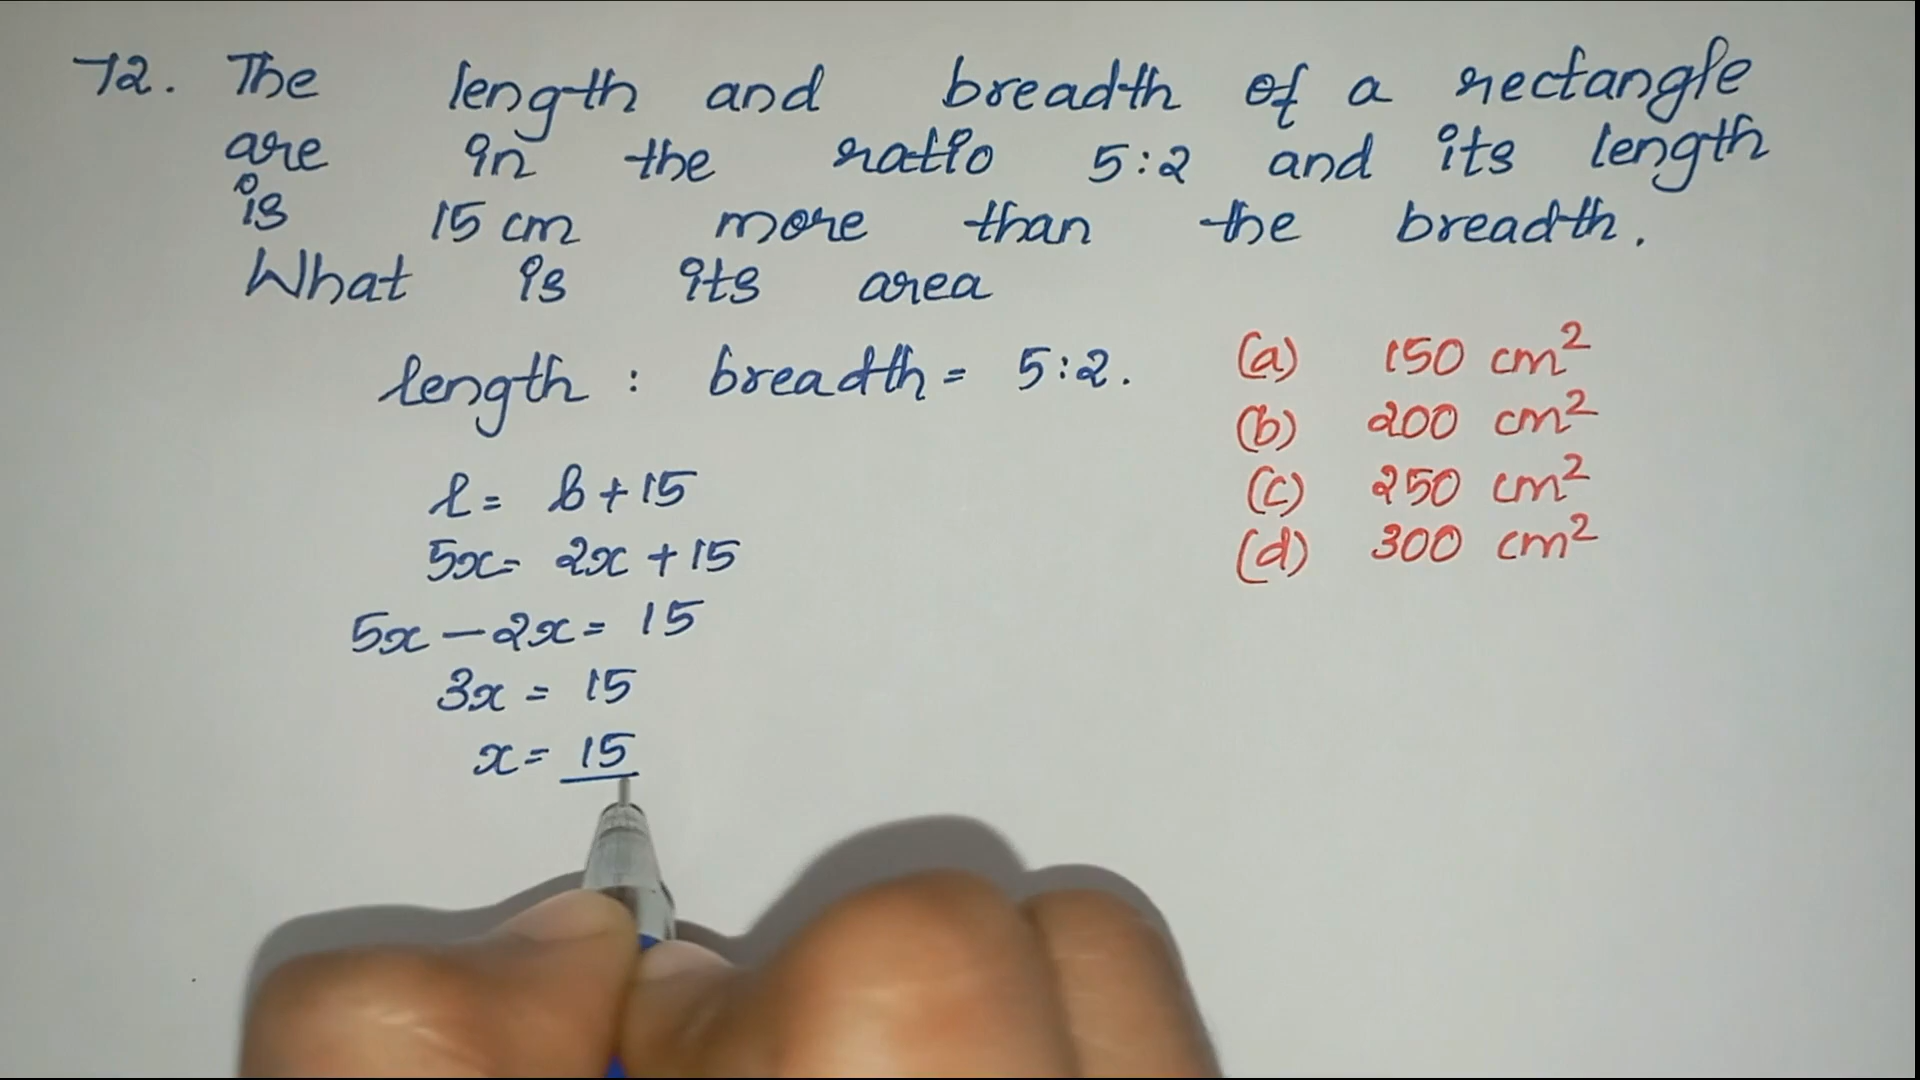 72. The length and breadth of a rectangle
are in the ratio 5:2 and its length
is 15 cm more than the breadth.
What is its area
length : breadth = 5:2.
l = b + 15
5x = 2x + 15
5x — 2x = 15
3x = 15
x = 15
(a) 150 cm²
(b) 200 cm²
(c) 250 cm²
(d) 300 cm²